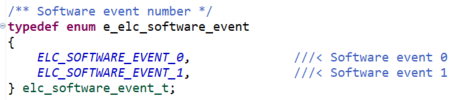 /** Software event number */
typedef enum e_elc_software_event
{
    ELC_SOFTWARE_EVENT_0,             ///< Software event 0
    ELC_SOFTWARE_EVENT_1,             ///< Software event 1
} elc_software_event_t;